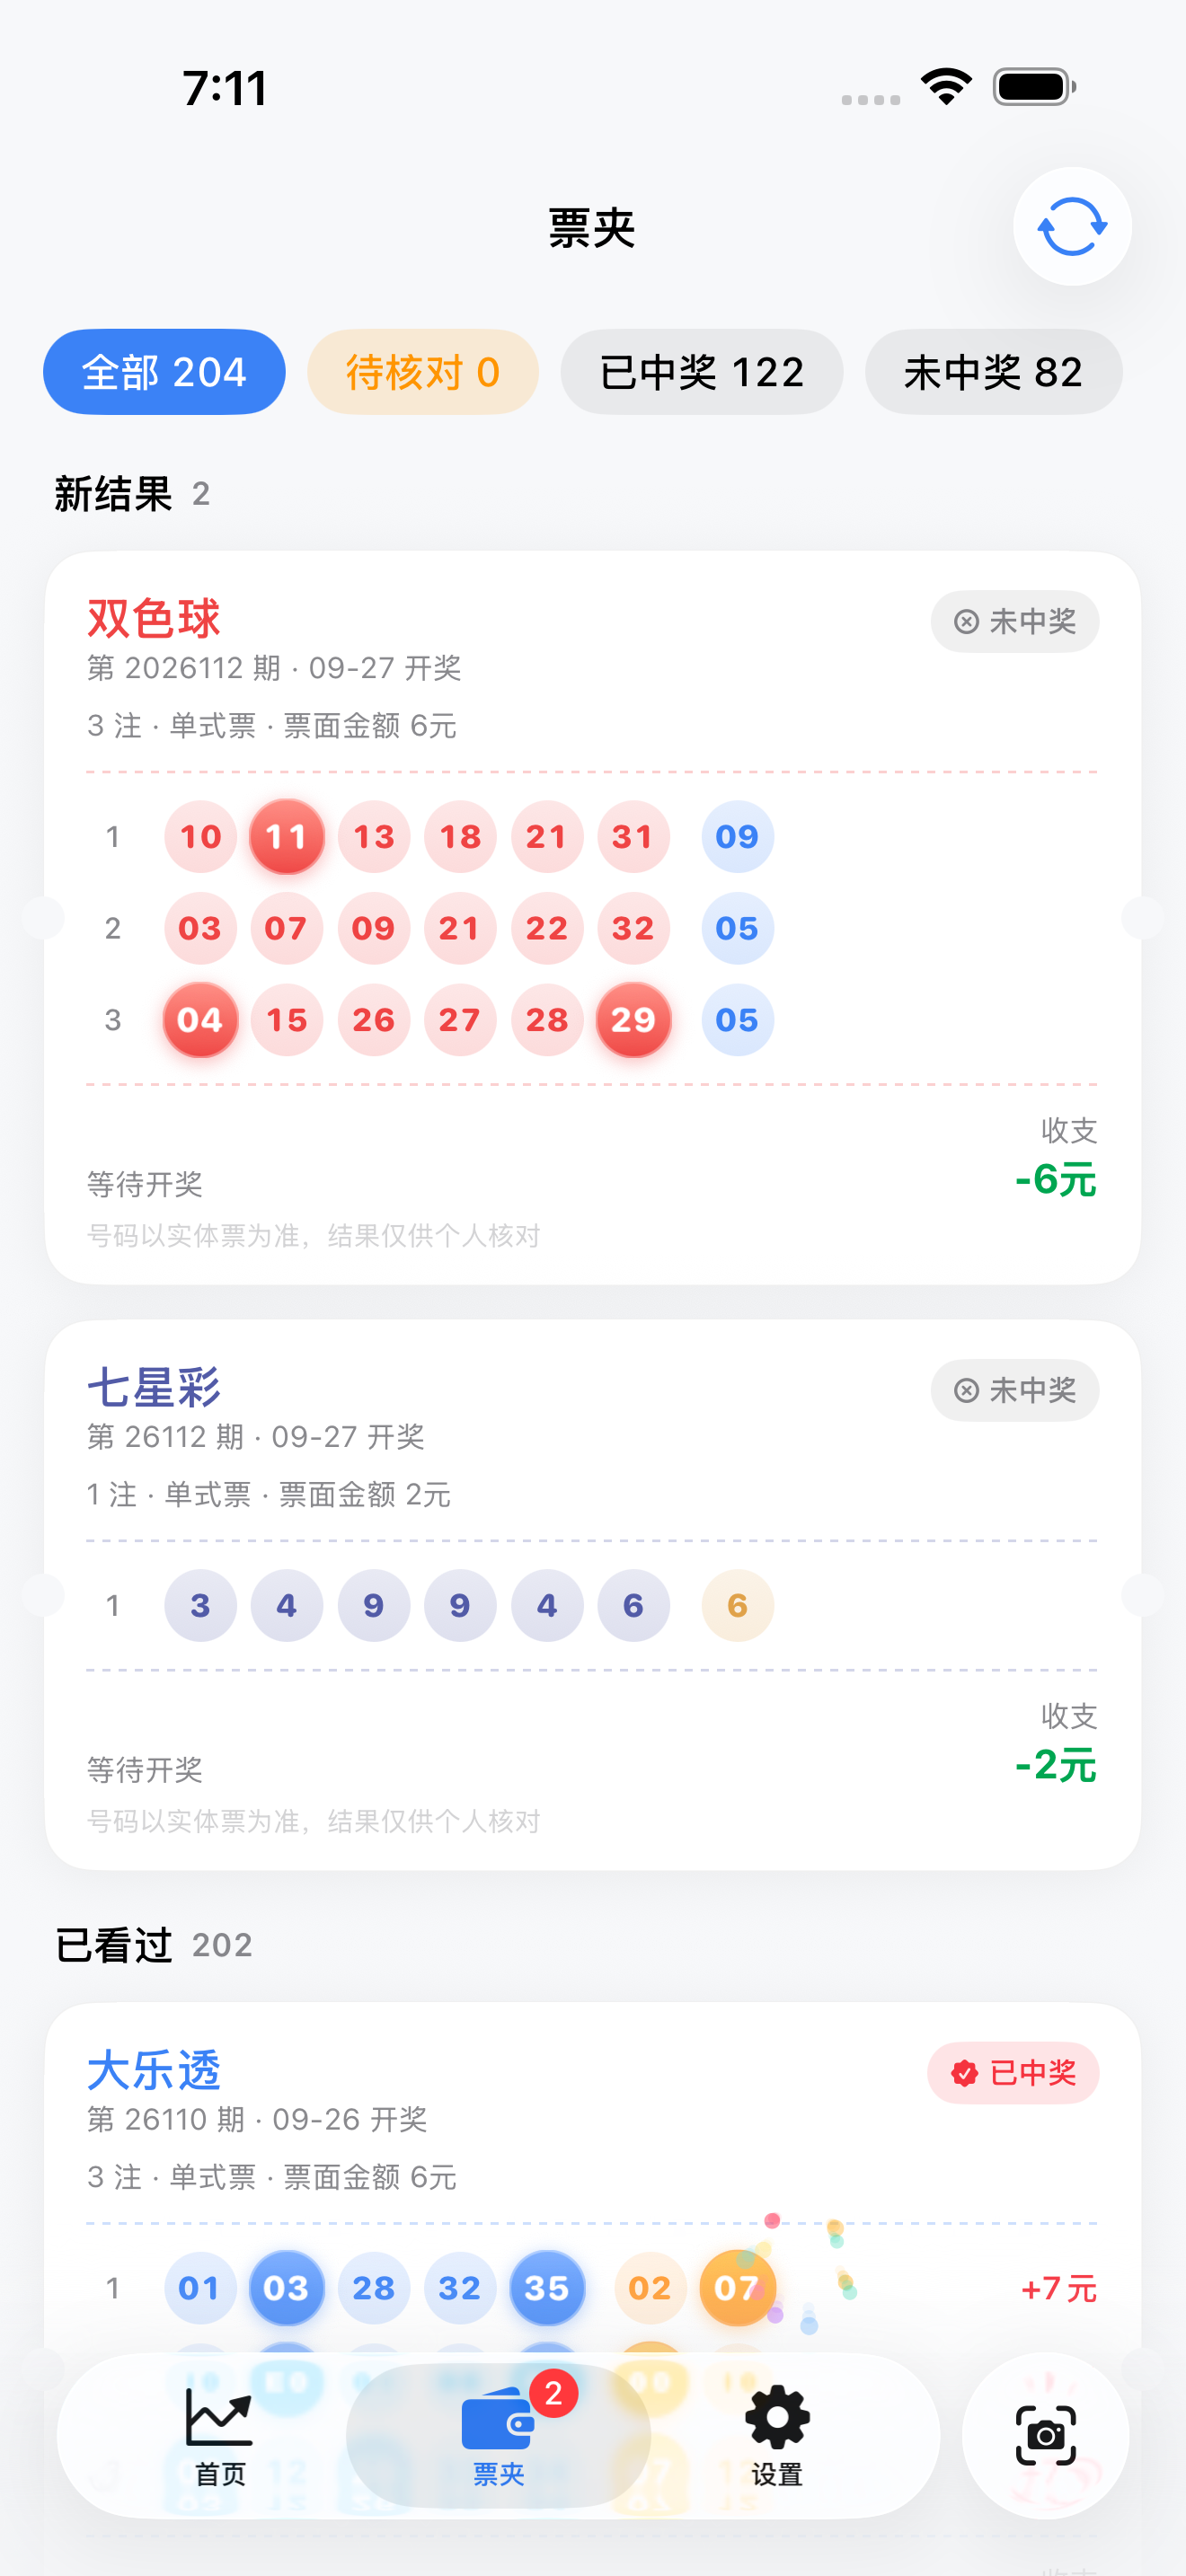 7:11
票夹
全部 204 待核对 0 已中奖 122 未中奖 82
新结果 2
双色球 未中奖
第 2026112 期 · 09-27 开奖
3 注 · 单式票 · 票面金额 6元
1 10 11 13 18 21 31 09
2 03 07 09 21 22 32 05
3 04 15 26 27 28 29 05
收支
等待开奖 -6元
号码以实体票为准，结果仅供个人核对
七星彩 未中奖
第 26112 期 · 09-27 开奖
1 注 · 单式票 · 票面金额 2元
1 3 4 9 9 4 6 6
收支
等待开奖 -2元
号码以实体票为准，结果仅供个人核对
已看过 202
大乐透 已中奖
第 26110 期 · 09-26 开奖
3 注 · 单式票 · 票面金额 6元
1 01 03 28 32 35 02 07 +7 元
2
首页 票夹 设置